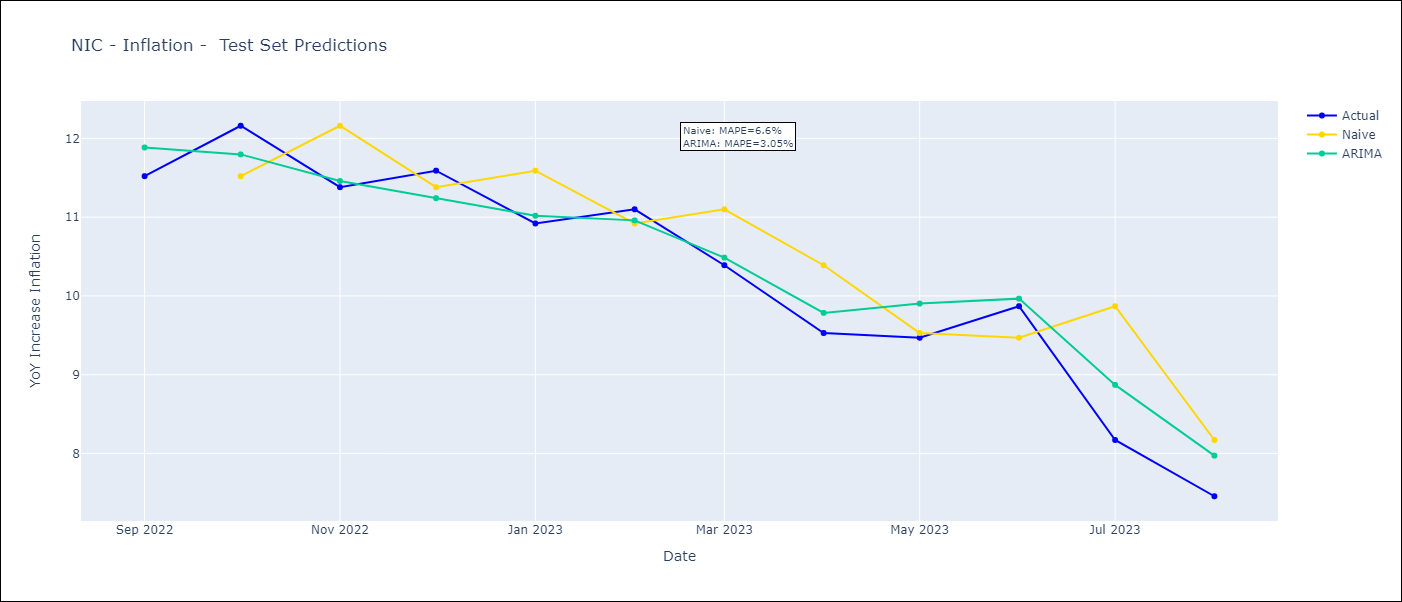 NIC - Inflation -  Test Set Predictions
Actual
Naive
ARIMA
Naive: MAPE=6.6%
ARIMA: MAPE=3.05%
YoY Increase Inflation
12
11
10
9
8
Sep 2022
Nov 2022
Jan 2023
Mar 2023
May 2023
Jul 2023
Date